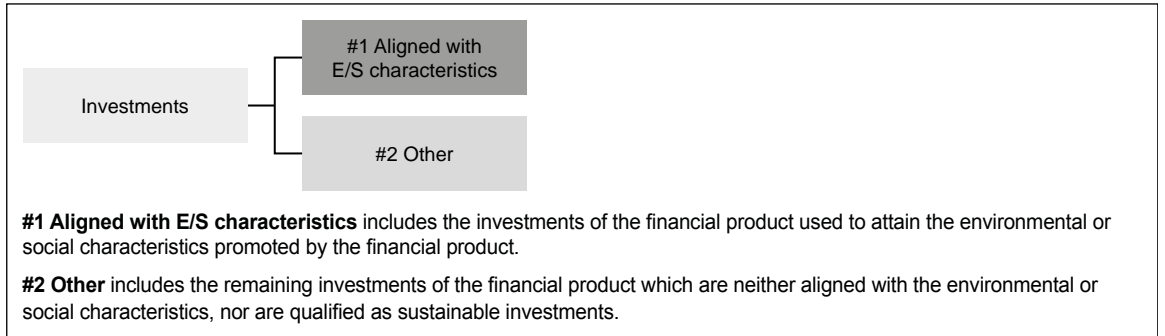 #1 Aligned with
E/S characteristics
Investments
#2 Other
#1 Aligned with E/S characteristics includes the investments of the financial product used to attain the environmental or
social characteristics promoted by the financial product.
#2 Other includes the remaining investments of the financial product which are neither aligned with the environmental or
social characteristics, nor are qualified as sustainable investments.